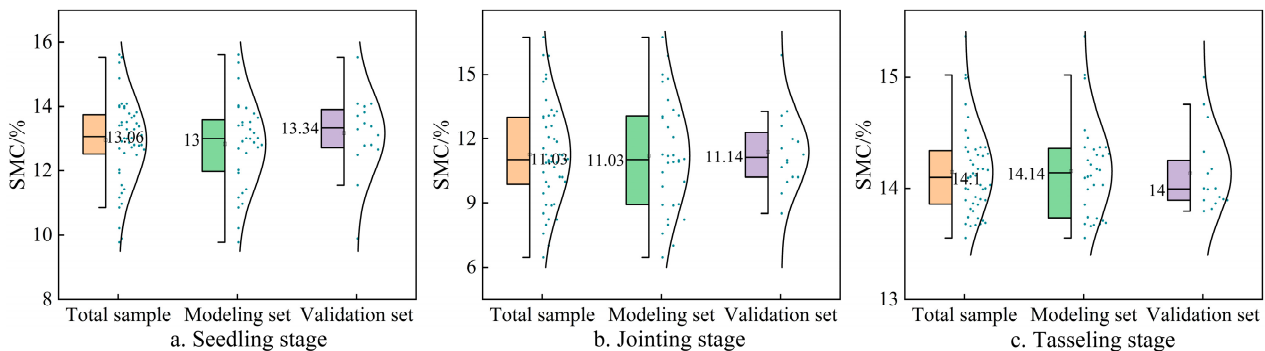 SMC/%
16
14
12
10
8
13.06
13
13.34
Total sample
Modeling set
Validation set
a. Seedling stage
SMC/%
15
12
9
6
11.03
11.03
11.14
Total sample
Modeling set
Validation set
b. Jointing stage
SMC/%
15
14
13
14.1
14.14
14
Total sample
Modeling set
Validation set
c. Tasseling stage